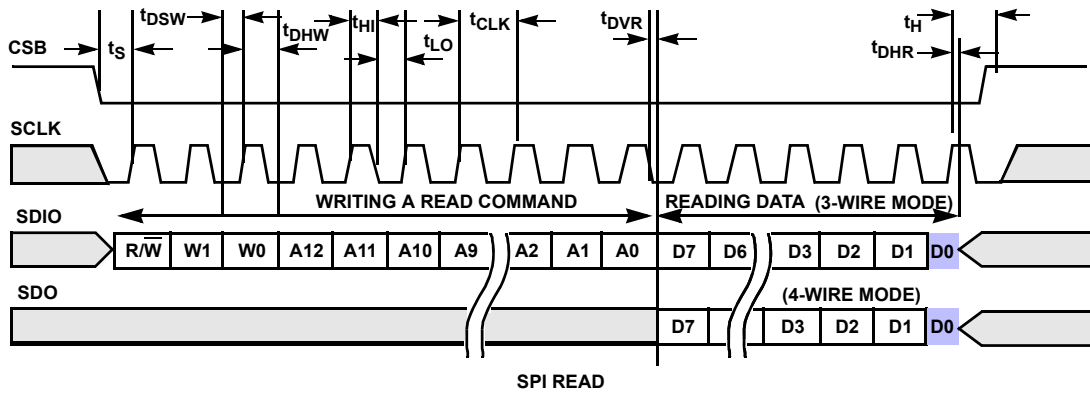 tDSW tDHW tHI tLO tCLK tDVR tH tDHR
CSB tS
SCLK
WRITING A READ COMMAND READING DATA (3-WIRE MODE)
SDIO
R/W̅ W1 W0 A12 A11 A10 A9 A2 A1 A0 D7 D6 D3 D2 D1 D0
SDO
(4-WIRE MODE)
D7 D3 D2 D1 D0
SPI READ